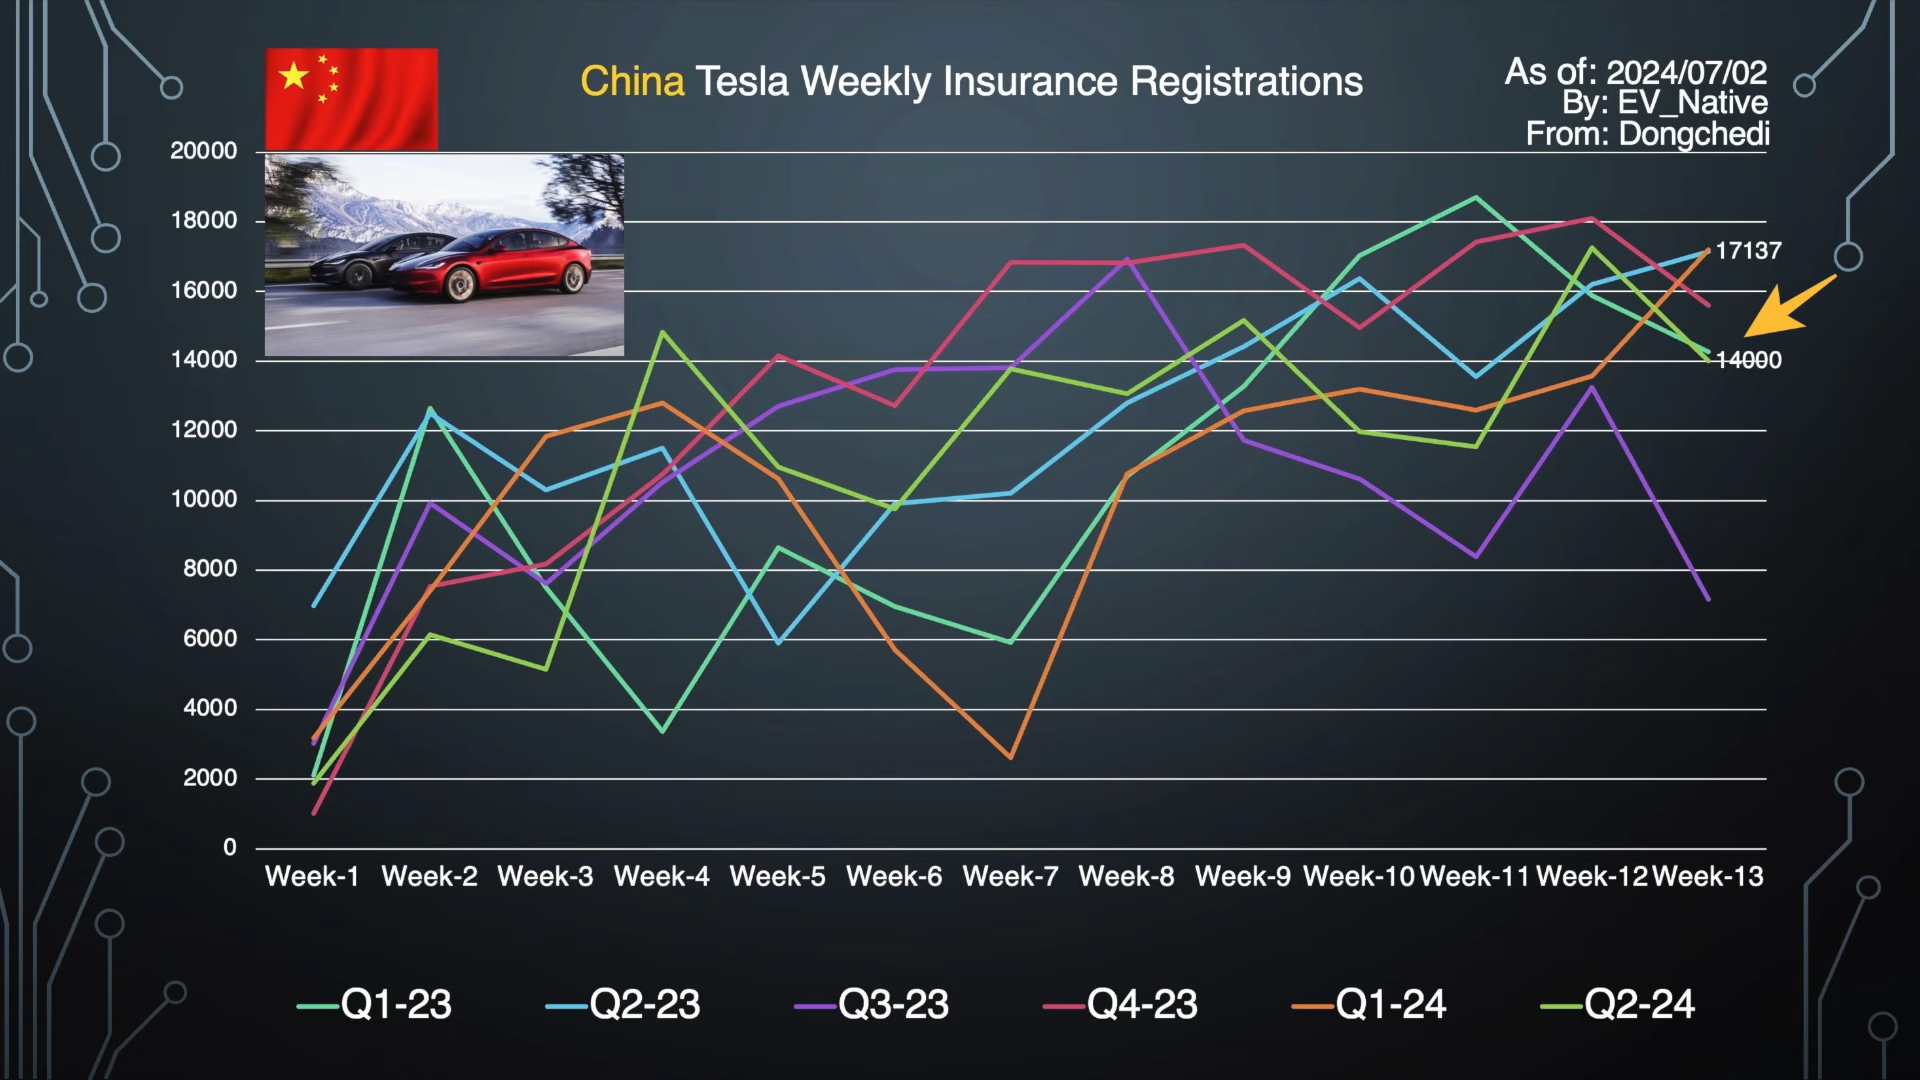 China Tesla Weekly Insurance Registrations
As of: 2024/07/02
By: EV_Native
From: Dongchedi
20000
18000
16000
14000
12000
10000
8000
6000
4000
2000
0
17137
14000
Week-1 Week-2 Week-3 Week-4 Week-5 Week-6 Week-7 Week-8 Week-9 Week-10 Week-11 Week-12 Week-13
Q1-23 Q2-23 Q3-23 Q4-23 Q1-24 Q2-24